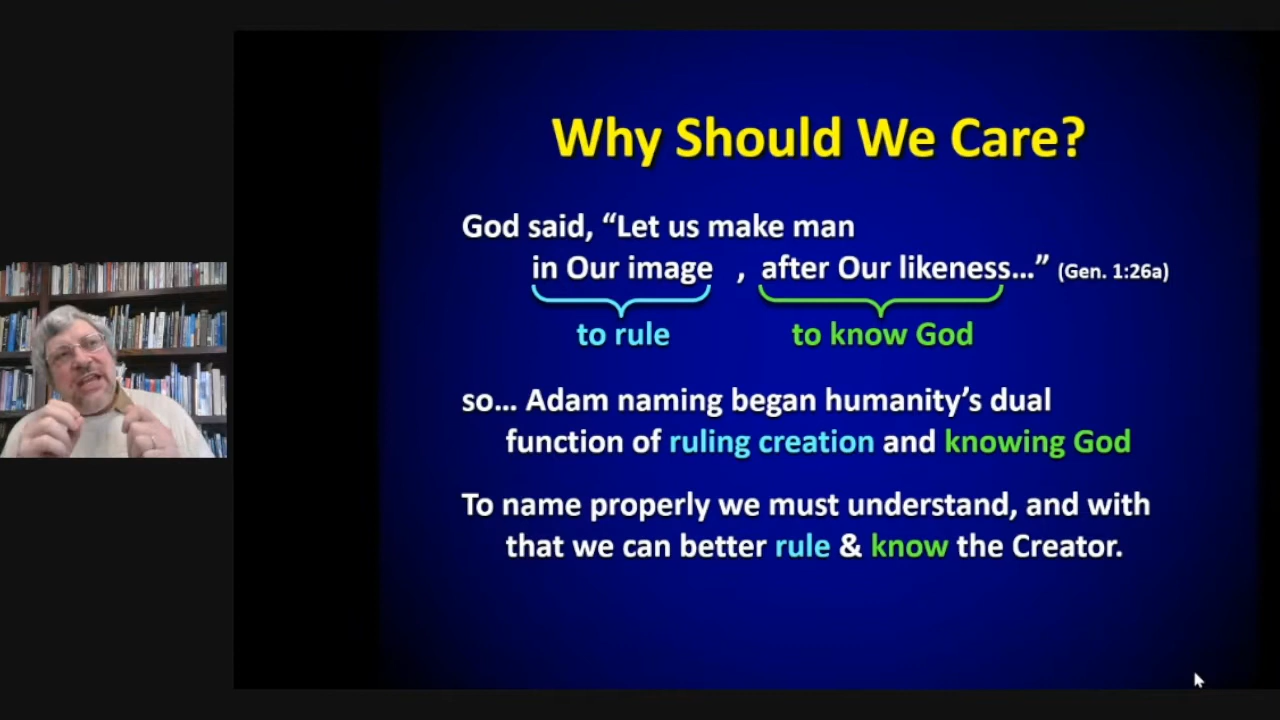 Why Should We Care?
God said, “Let us make man
in Our image , after Our likeness…” (Gen. 1:26a)
to rule to know God
so… Adam naming began humanity’s dual
function of ruling creation and knowing God
To name properly we must understand, and with
that we can better rule & know the Creator.